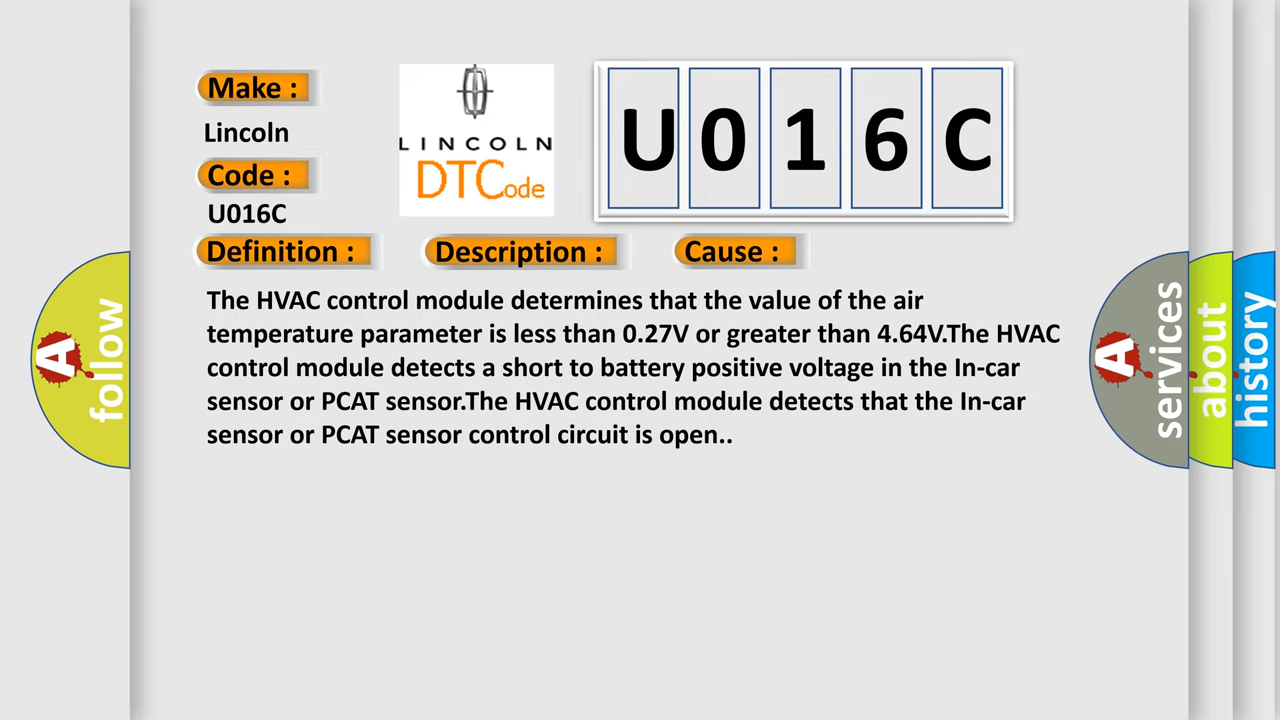 Make :
Lincoln
Code :
U016C
LINCOLN
DTCode
U016C
Definition :
Description :
Cause :
The HVAC control module determines that the value of the air
temperature parameter is less than 0.27V or greater than 4.64V.The HVAC
control module detects a short to battery positive voltage in the In-car
sensor or PCAT sensor.The HVAC control module detects that the In-car
sensor or PCAT sensor control circuit is open..
A
follow
A
services
about
history